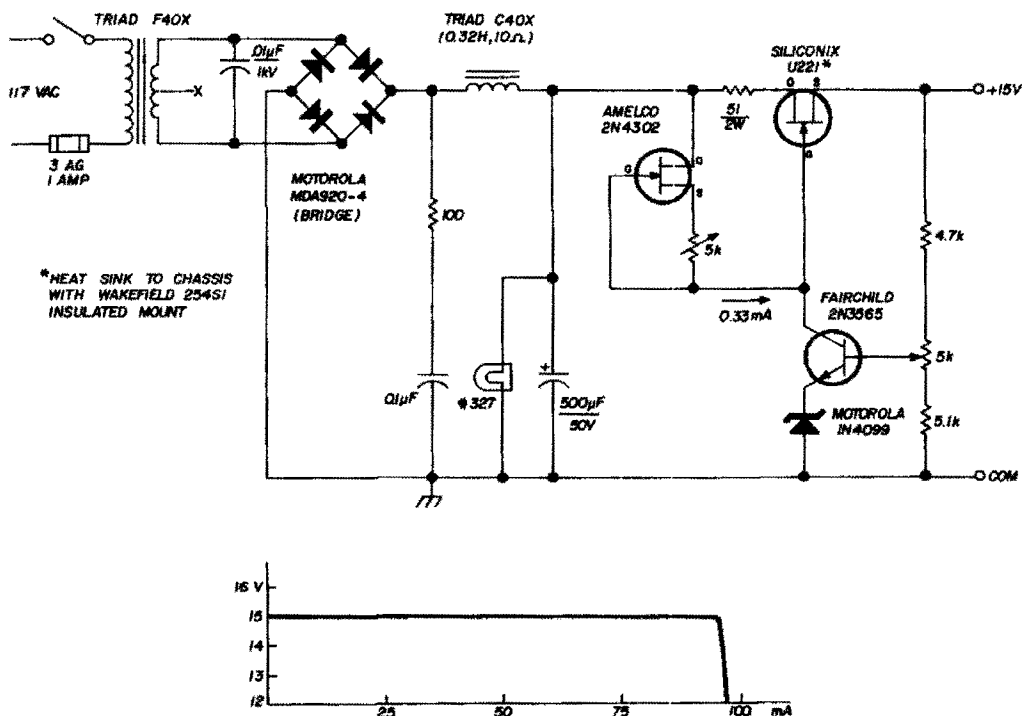 TRIAD F40X
.01µF
1kV
117 VAC
3 AG
1 AMP
X
MOTOROLA
MDA920-4
(BRIDGE)
TRIAD C40X
(0.32H, 10Ω)
100
0.1µF
#327
+
500µF
50V
AMELCO
2N4302
G
D
S
5k
0.33mA
51
2W
SILICONIX
U221*
D
S
G
+15V
4.7k
FAIRCHILD
2N3565
5k
5.1k
MOTOROLA
1N4099
COM
*HEAT SINK TO CHASSIS
WITH WAKEFIELD 254S1
INSULATED MOUNT
16 V
15
14
13
12
25
50
75
100
mA